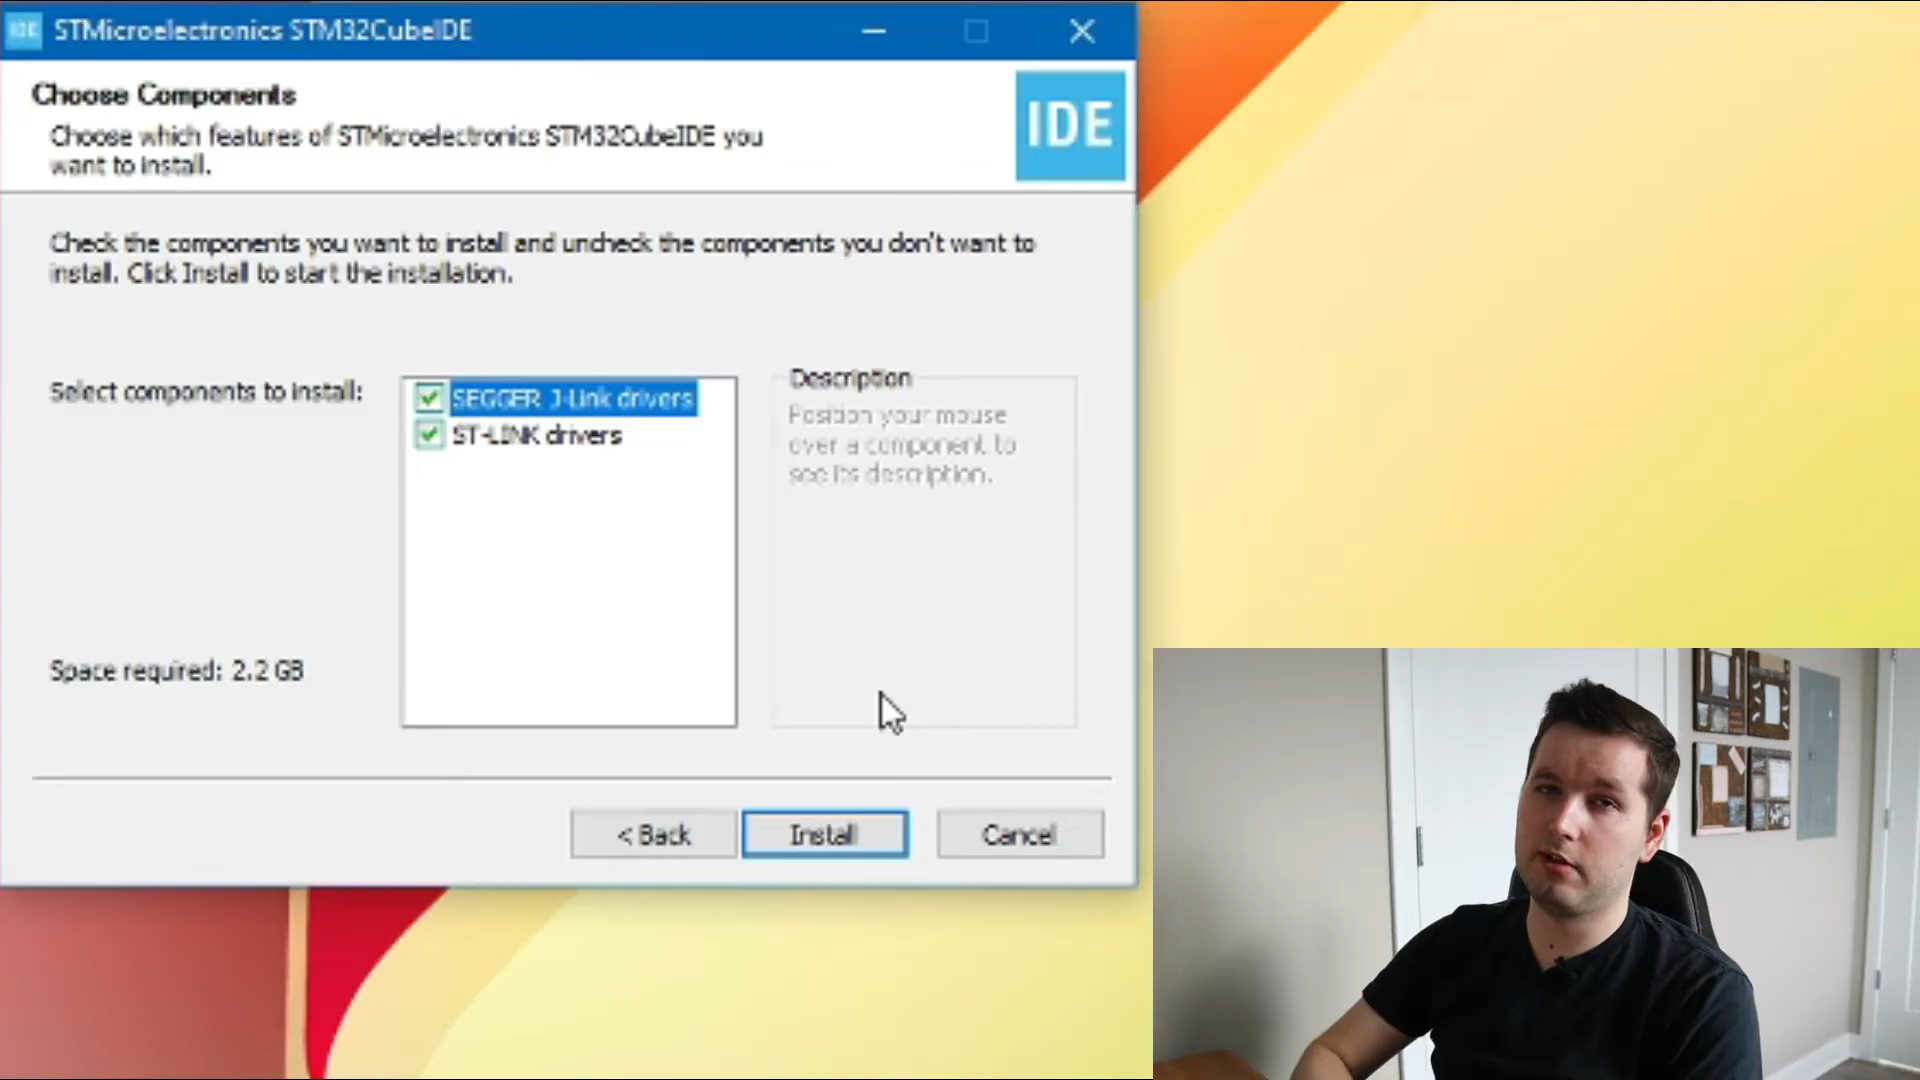 IDE
STMicroelectronics STM32CubeIDE
Choose Components
Choose which features of STMicroelectronics STM32CubeIDE you
want to install.
IDE
Check the components you want to install and uncheck the components you don't want to
install. Click Install to start the installation.
Select components to install:
SEGGER J-Link drivers
ST-LINK drivers
Description
Position your mouse
over a component to
see its description.
Space required: 2.2 GB
< Back
Install
Cancel